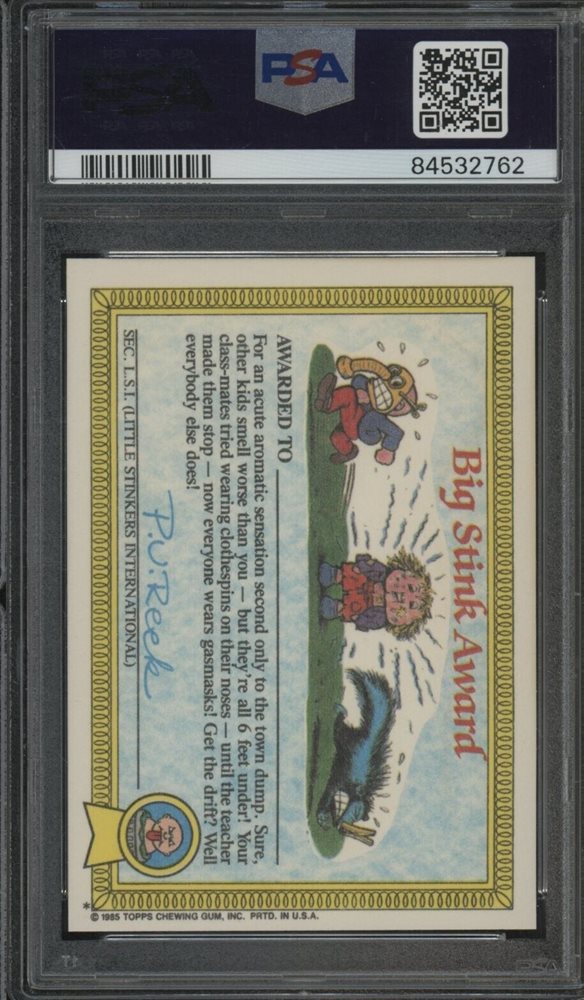 PSA
84532762
Big Stink Award
AWARDED TO
For an acute aromatic sensation second only to the town dump. Sure,
other kids smell worse than you — but they're all 6 feet under! Your
class-mates tried wearing clothespins on their noses — until the teacher
made them stop — now everyone wears gasmasks! Get the drift? Well
everybody else does!
P.U. Reek
SEC. L.S.I. (LITTLE STINKERS INTERNATIONAL)
* © 1985 TOPPS CHEWING GUM, INC. PRTD. IN U.S.A.
PSA